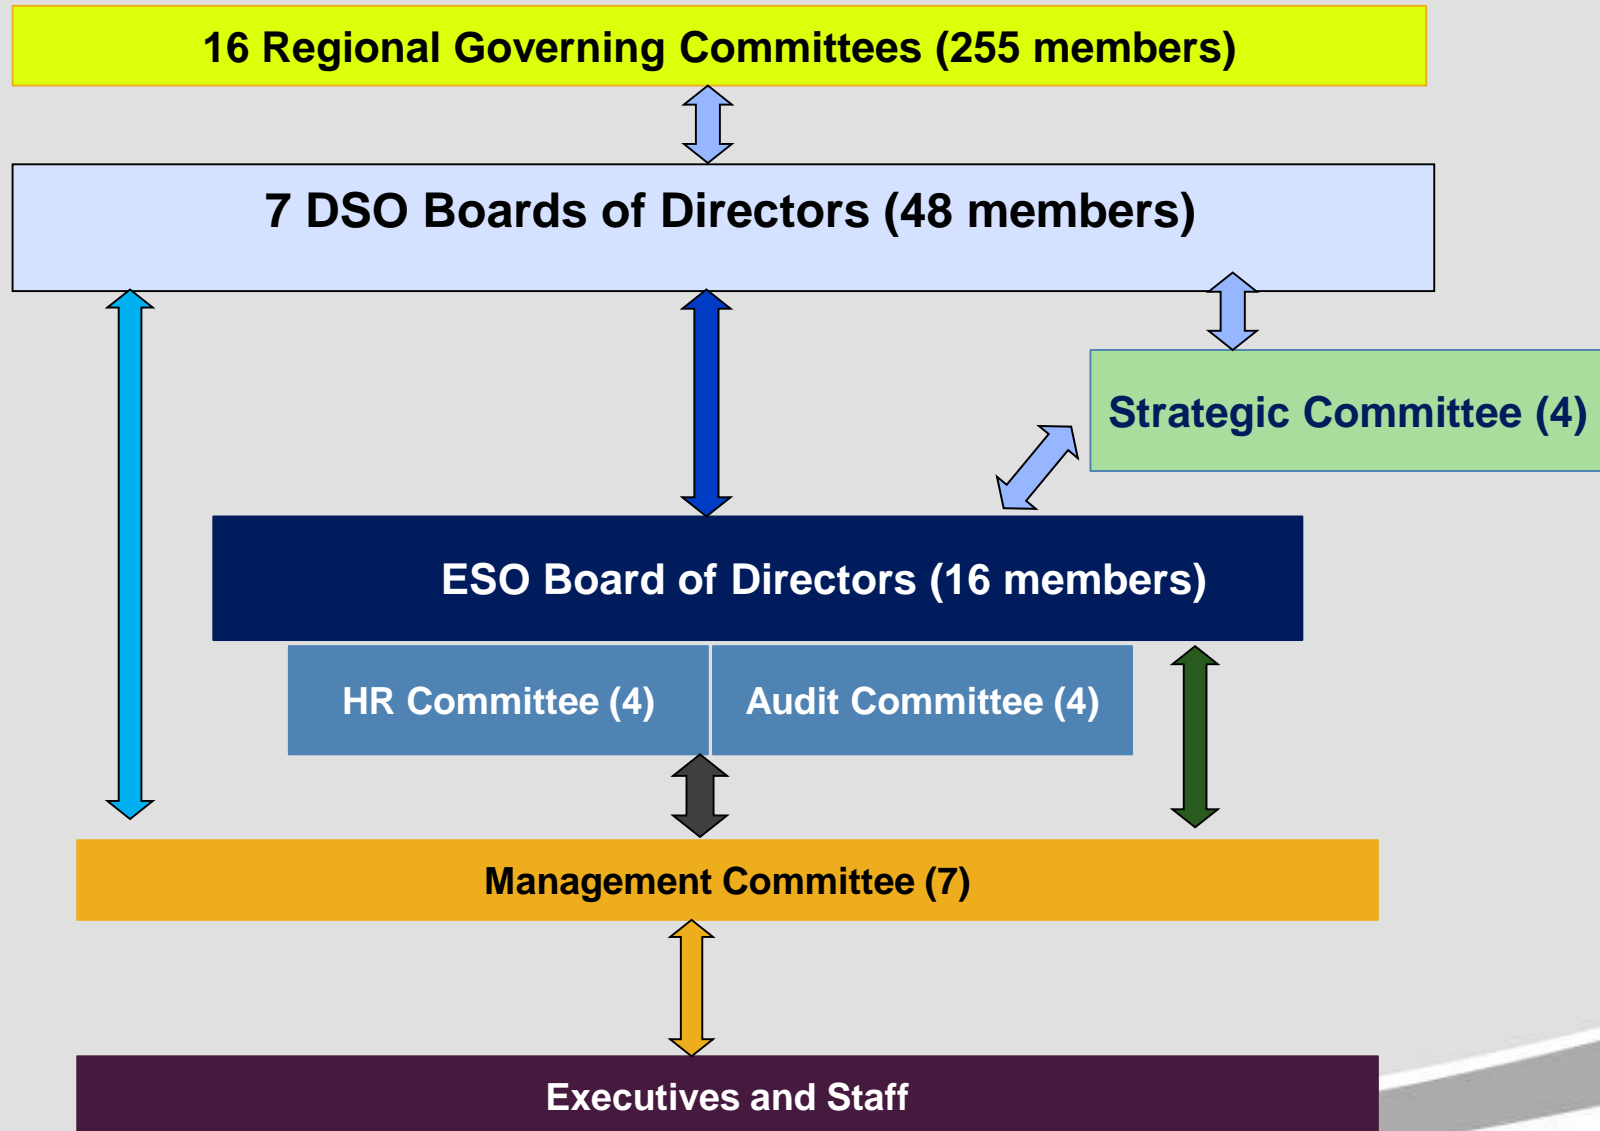 16 Regional Governing Committees (255 members)
7 DSO Boards of Directors (48 members)
Strategic Committee (4)
ESO Board of Directors (16 members)
HR Committee (4)
Audit Committee (4)
Management Committee (7)
Executives and Staff